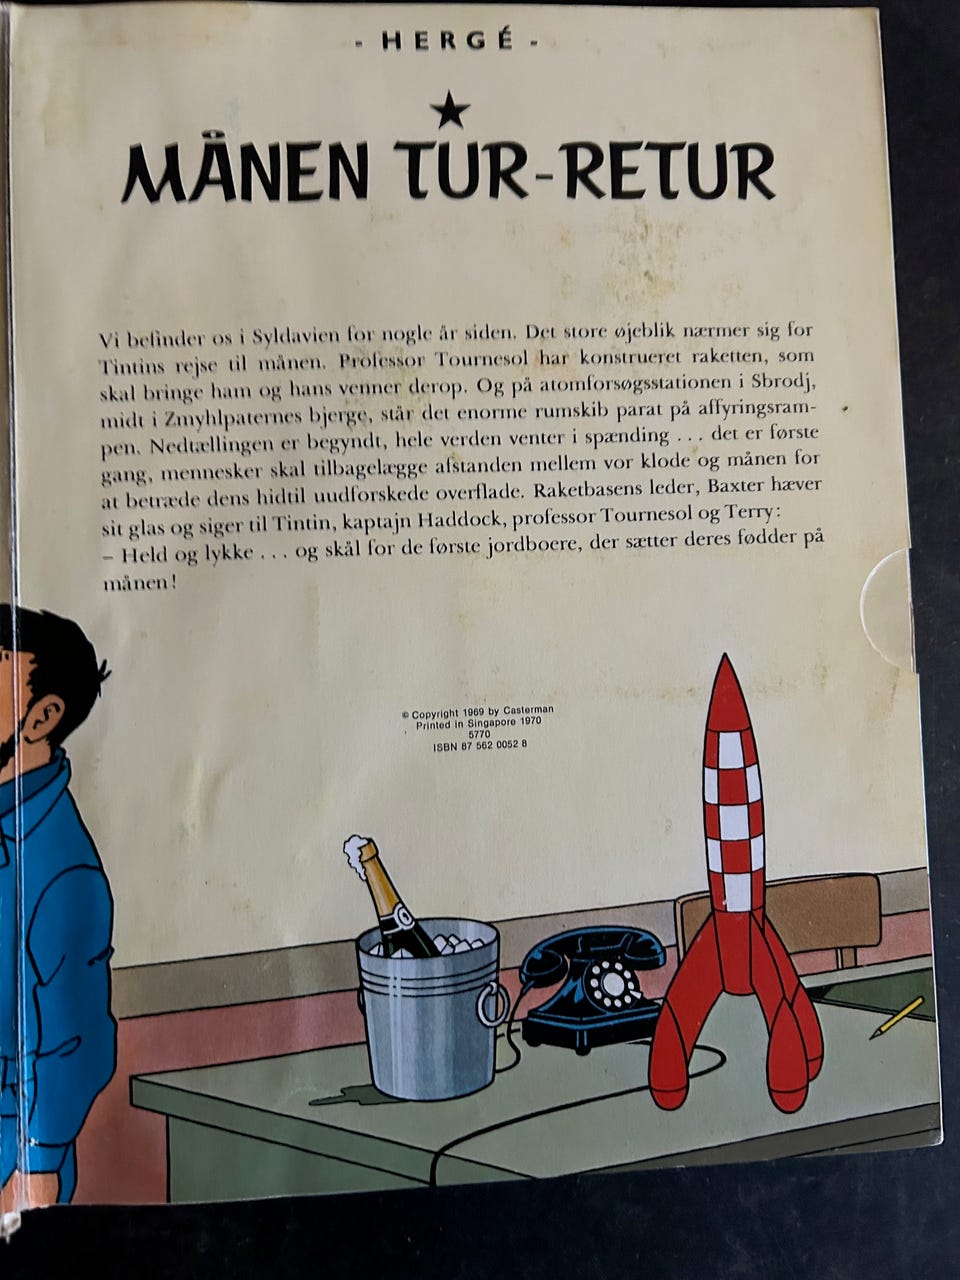 - HERGÉ -
MÅNEN TUR-RETUR
Vi befinder os i Syldavien for nogle år siden. Det store øjeblik nærmer sig for
Tintins rejse til månen. Professor Tournesol har konstrueret raketten, som
skal bringe ham og hans venner derop. Og på atomforsøgsstationen i Sbrodj,
midt i Zmyhlpaternes bjerge, står det enorme rumskib parat på affyringsram-
pen. Nedtællingen er begyndt, hele verden venter i spænding . . . det er første
gang, mennesker skal tilbagelægge afstanden mellem vor klode og månen for
at betræde dens hidtil uudforskede overflade. Raketbasens leder, Baxter hæver
sit glas og siger til Tintin, kaptajn Haddock, professor Tournesol og Terry:
– Held og lykke . . . og skål for de første jordboere, der sætter deres fødder på
månen!
© Copyright 1969 by Casterman
Printed in Singapore 1970
5770
ISBN 87 562 0052 8